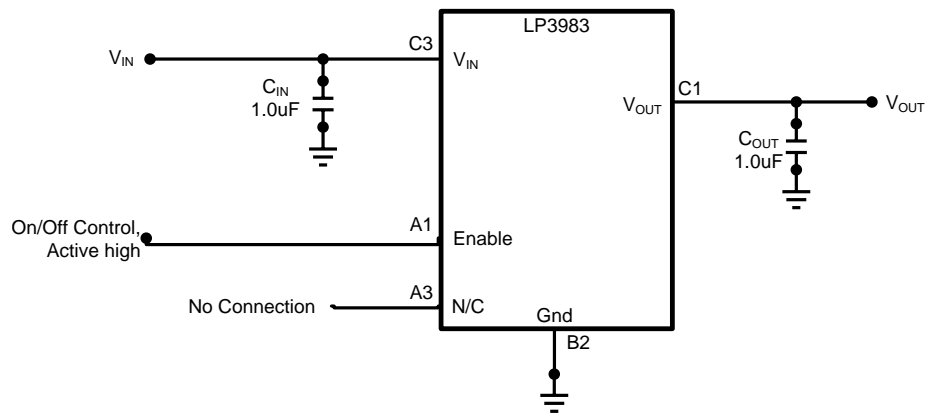 LP3983
C3
V_IN
V_IN
C_IN
1.0uF
C1
V_OUT
V_OUT
C_OUT
1.0uF
On/Off Control,
Active high
A1
Enable
No Connection
A3
N/C
Gnd
B2